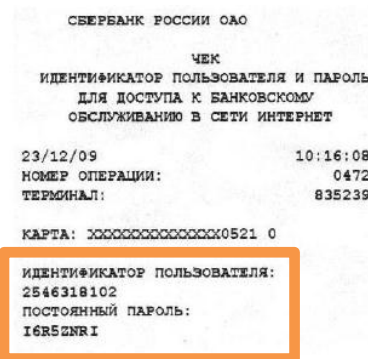 СБЕРБАНК РОССИИ ОАО
ЧЕК
ИДЕНТИФИКАТОР ПОЛЬЗОВАТЕЛЯ И ПАРОЛЬ
ДЛЯ ДОСТУПА К БАНКОВСКОМУ
ОБСЛУЖИВАНИЮ В СЕТИ ИНТЕРНЕТ
23/12/09 10:16:08
НОМЕР ОПЕРАЦИИ: 0472
ТЕРМИНАЛ: 835239
КАРТА: XXXXXXXXXXXXXX0521 0
ИДЕНТИФИКАТОР ПОЛЬЗОВАТЕЛЯ:
2546318102
ПОСТОЯННЫЙ ПАРОЛЬ:
I6R5ZNRI